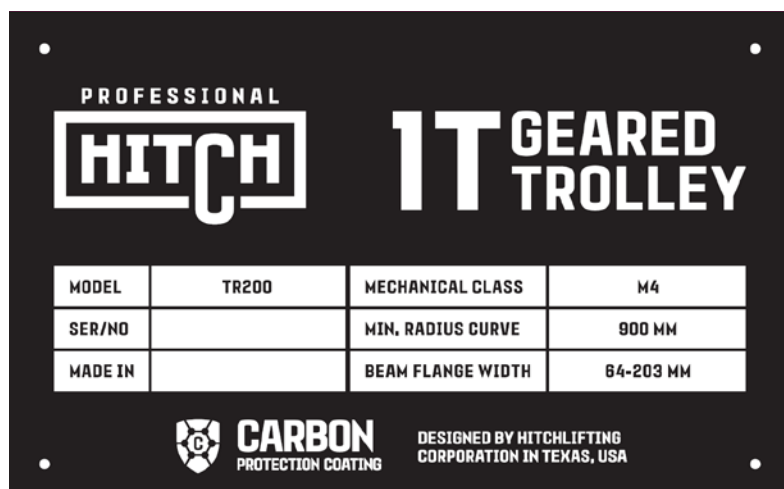 PROFESSIONAL
HITCH
1T GEARED
TROLLEY
MODEL TR200 MECHANICAL CLASS M4
SER/NO MIN. RADIUS CURVE 900 MM
MADE IN BEAM FLANGE WIDTH 64-203 MM
C CARBON
PROTECTION COATING
DESIGNED BY HITCHLIFTING
CORPORATION IN TEXAS, USA